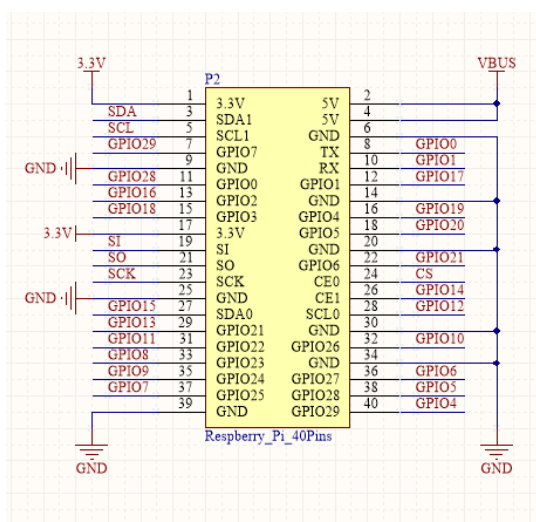 3.3V VBUS
P2
1 3.3V 5V 2
SDA 3 SDA1 5V 4
SCL 5 SCL1 GND 6
GPIO29 7 GPIO7 TX 8 GPIO0
GND 9 GND RX 10 GPIO1
GPIO28 11 GPIO0 GPIO1 12 GPIO17
GPIO16 13 GPIO2 GND 14
GPIO18 15 GPIO3 GPIO4 16 GPIO19
3.3V 17 3.3V GPIO5 18 GPIO20
SI 19 SI GND 20
SO 21 SO GPIO6 22 GPIO21
SCK 23 SCK CE0 24 CS
GND 25 GND CE1 26 GPIO14
GPIO15 27 SDA0 SCL0 28 GPIO12
GPIO13 29 GPIO21 GND 30
GPIO11 31 GPIO22 GPIO26 32 GPIO10
GPIO8 33 GPIO23 GND 34
GPIO9 35 GPIO24 GPIO27 36 GPIO6
GPIO7 37 GPIO25 GPIO28 38 GPIO5
39 GND GPIO29 40 GPIO4
Respberry_Pi_40Pins
GND GND